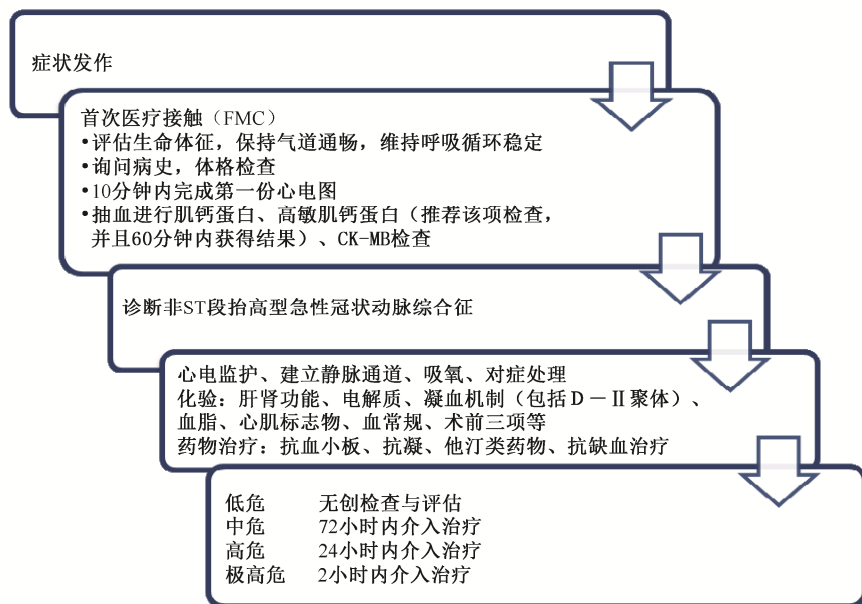 症状发作
首次医疗接触（FMC）
•评估生命体征，保持气道通畅，维持呼吸循环稳定
•询问病史，体格检查
•10分钟内完成第一份心电图
•抽血进行肌钙蛋白、高敏肌钙蛋白（推荐该项检查，
并且60分钟内获得结果）、CK-MB检查
诊断非ST段抬高型急性冠状动脉综合征
心电监护、建立静脉通道、吸氧、对症处理
化验：肝肾功能、电解质、凝血机制（包括D－II聚体）、
血脂、心肌标志物、血常规、术前三项等
药物治疗：抗血小板、抗凝、他汀类药物、抗缺血治疗
低危 无创检查与评估
中危 72小时内介入治疗
高危 24小时内介入治疗
极高危 2小时内介入治疗